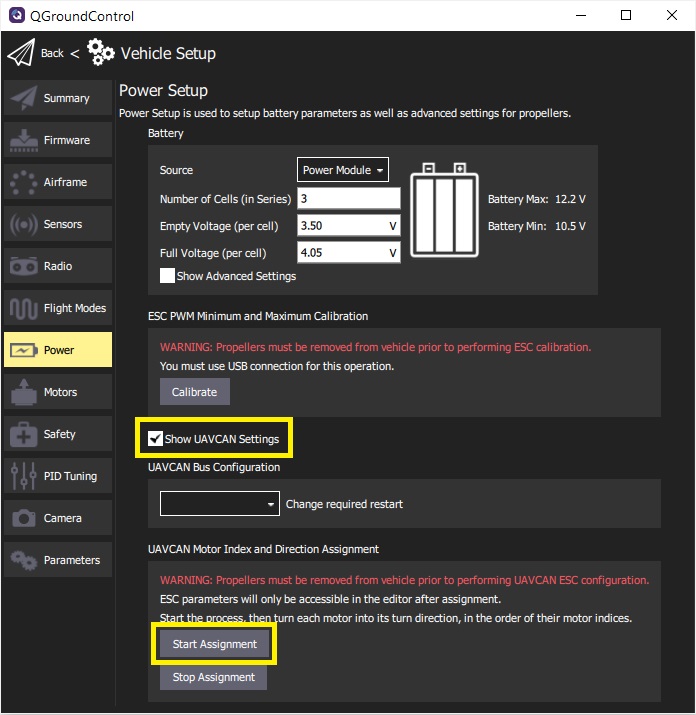 QGroundControl
Back < Vehicle Setup
Summary
Firmware
Airframe
Sensors
Radio
Flight Modes
Power
Motors
Safety
PID Tuning
Camera
Parameters
Power Setup
Power Setup is used to setup battery parameters as well as advanced settings for propellers.
Battery
Source Power Module
Number of Cells (in Series) 3 Battery Max: 12.2 V
Empty Voltage (per cell) 3.50 V Battery Min: 10.5 V
Full Voltage (per cell) 4.05 V
Show Advanced Settings
ESC PWM Minimum and Maximum Calibration
WARNING: Propellers must be removed from vehicle prior to performing ESC calibration.
You must use USB connection for this operation.
Calibrate
Show UAVCAN Settings
UAVCAN Bus Configuration
Change required restart
UAVCAN Motor Index and Direction Assignment
WARNING: Propellers must be removed from vehicle prior to performing UAVCAN ESC configuration.
ESC parameters will only be accessible in the editor after assignment.
Start the process, then turn each motor into its turn direction, in the order of their motor indices.
Start Assignment
Stop Assignment